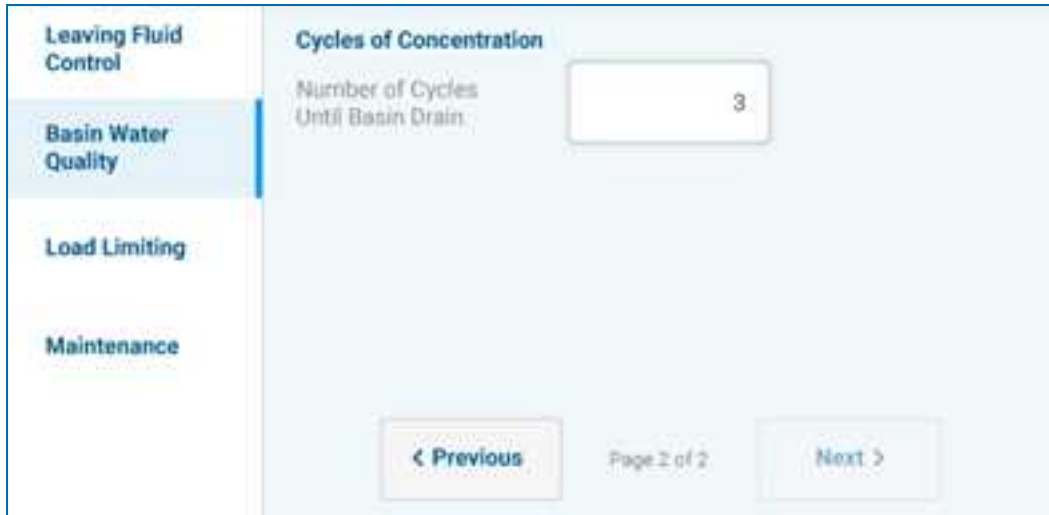 Leaving Fluid
Control
Basin Water
Quality
Load Limiting
Maintenance
Cycles of Concentration
Number of Cycles
Until Basin Drain
3
< Previous
Page 2 of 2
Next >